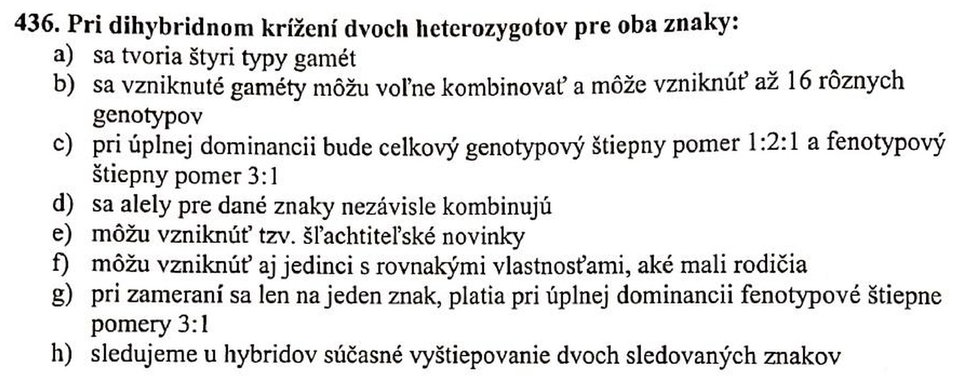 436. Pri dihybridnom krížení dvoch heterozygotov pre oba znaky:
a) sa tvoria štyri typy gamét
b) sa vzniknuté gaméty môžu voľne kombinovať a môže vzniknúť až 16 rôznych
genotypov
c) pri úplnej dominancii bude celkový genotypový štiepny pomer 1:2:1 a fenotypový
štiepny pomer 3:1
d) sa alely pre dané znaky nezávisle kombinujú
e) môžu vzniknúť tzv. šľachtiteľské novinky
f) môžu vzniknúť aj jedinci s rovnakými vlastnosťami, aké mali rodičia
g) pri zameraní sa len na jeden znak, platia pri úplnej dominancii fenotypové štiepne
pomery 3:1
h) sledujeme u hybridov súčasné vyštiepovanie dvoch sledovaných znakov